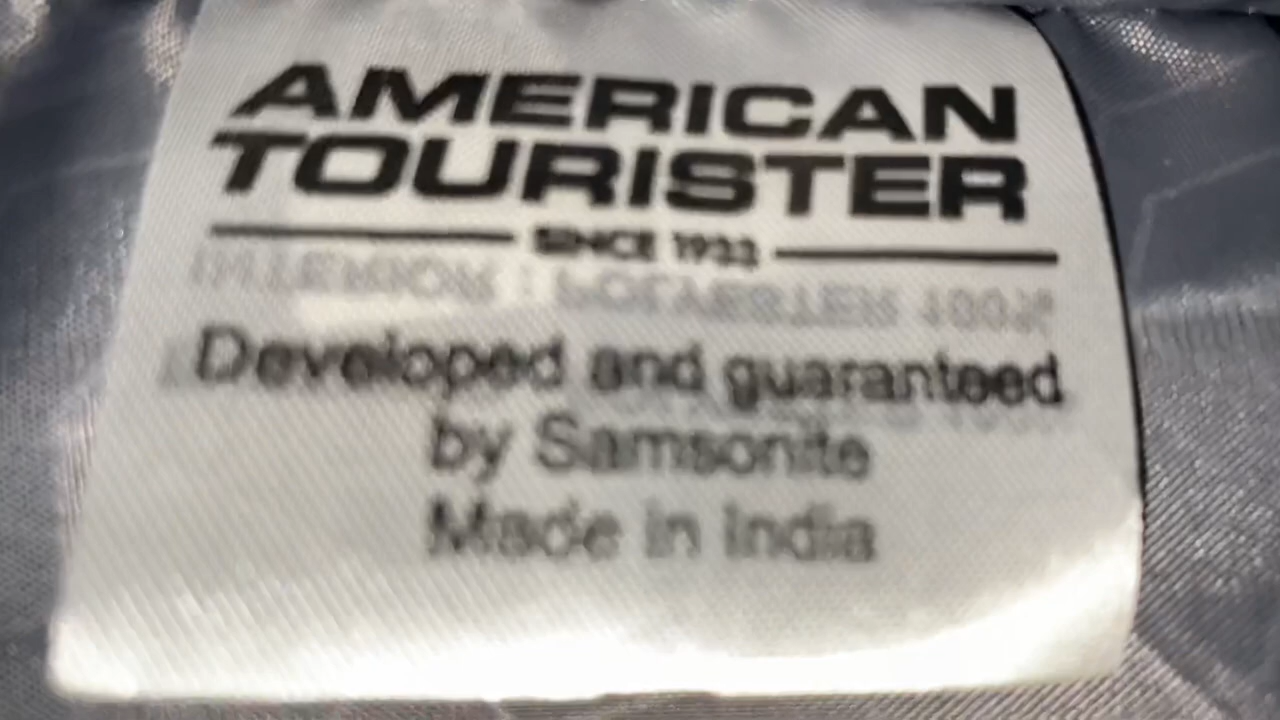 AMERICAN
TOURISTER
SINCE 1933
Developed and guaranteed
by Samsonite
Made in India